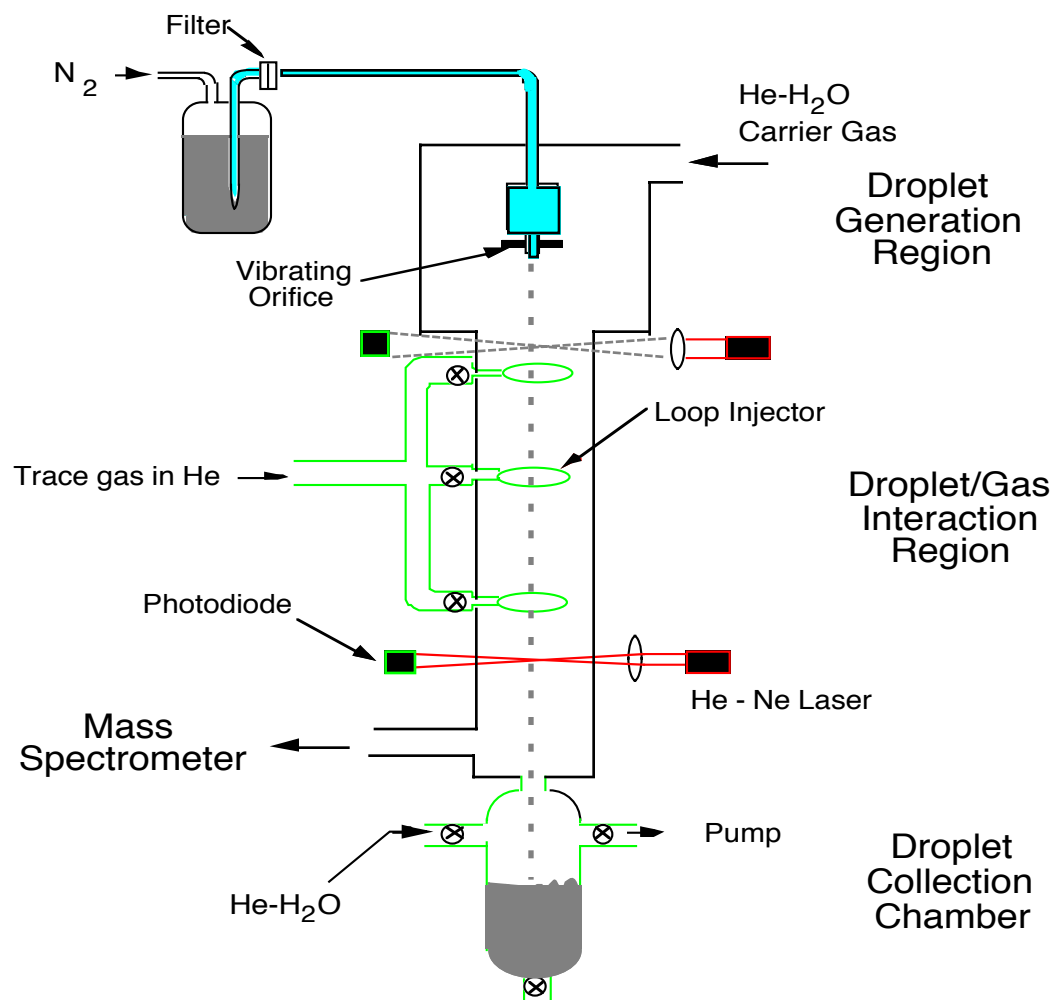 Filter
N2
He-H2O
Carrier Gas
Droplet
Generation
Region
Vibrating
Orifice
Loop Injector
Trace gas in He
Droplet/Gas
Interaction
Region
Photodiode
He - Ne Laser
Mass
Spectrometer
Pump
Droplet
Collection
Chamber
He-H2O